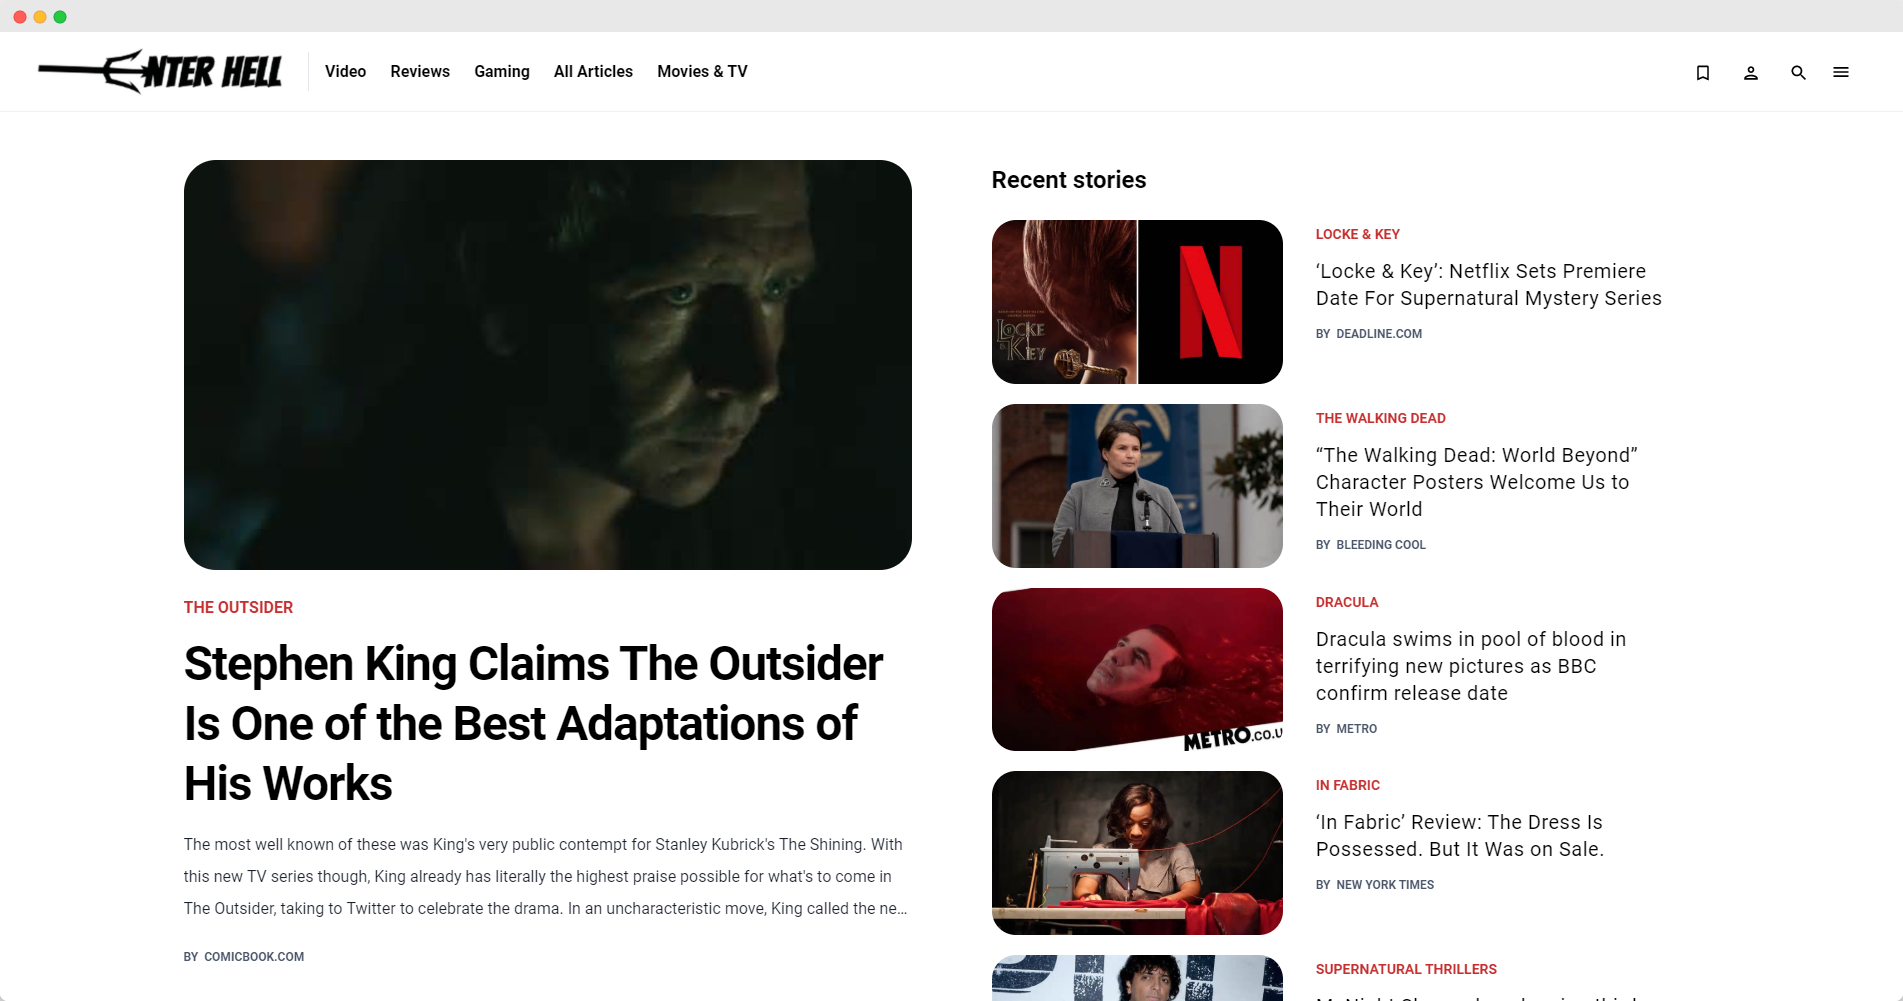 ENTER HELL
Video
Reviews
Gaming
All Articles
Movies & TV
THE OUTSIDER
Stephen King Claims The Outsider
Is One of the Best Adaptations of
His Works
The most well known of these was King's very public contempt for Stanley Kubrick's The Shining. With
this new TV series though, King already has literally the highest praise possible for what's to come in
The Outsider, taking to Twitter to celebrate the drama. In an uncharacteristic move, King called the ne...
BY COMICBOOK.COM
Recent stories
LOCKE
& KEY
N
LOCKE & KEY
‘Locke & Key’: Netflix Sets Premiere
Date For Supernatural Mystery Series
BY DEADLINE.COM
THE WALKING DEAD
“The Walking Dead: World Beyond”
Character Posters Welcome Us to
Their World
BY BLEEDING COOL
METRO.CO.U
DRACULA
Dracula swims in pool of blood in
terrifying new pictures as BBC
confirm release date
BY METRO
IN FABRIC
‘In Fabric’ Review: The Dress Is
Possessed. But It Was on Sale.
BY NEW YORK TIMES
SUPERNATURAL THRILLERS